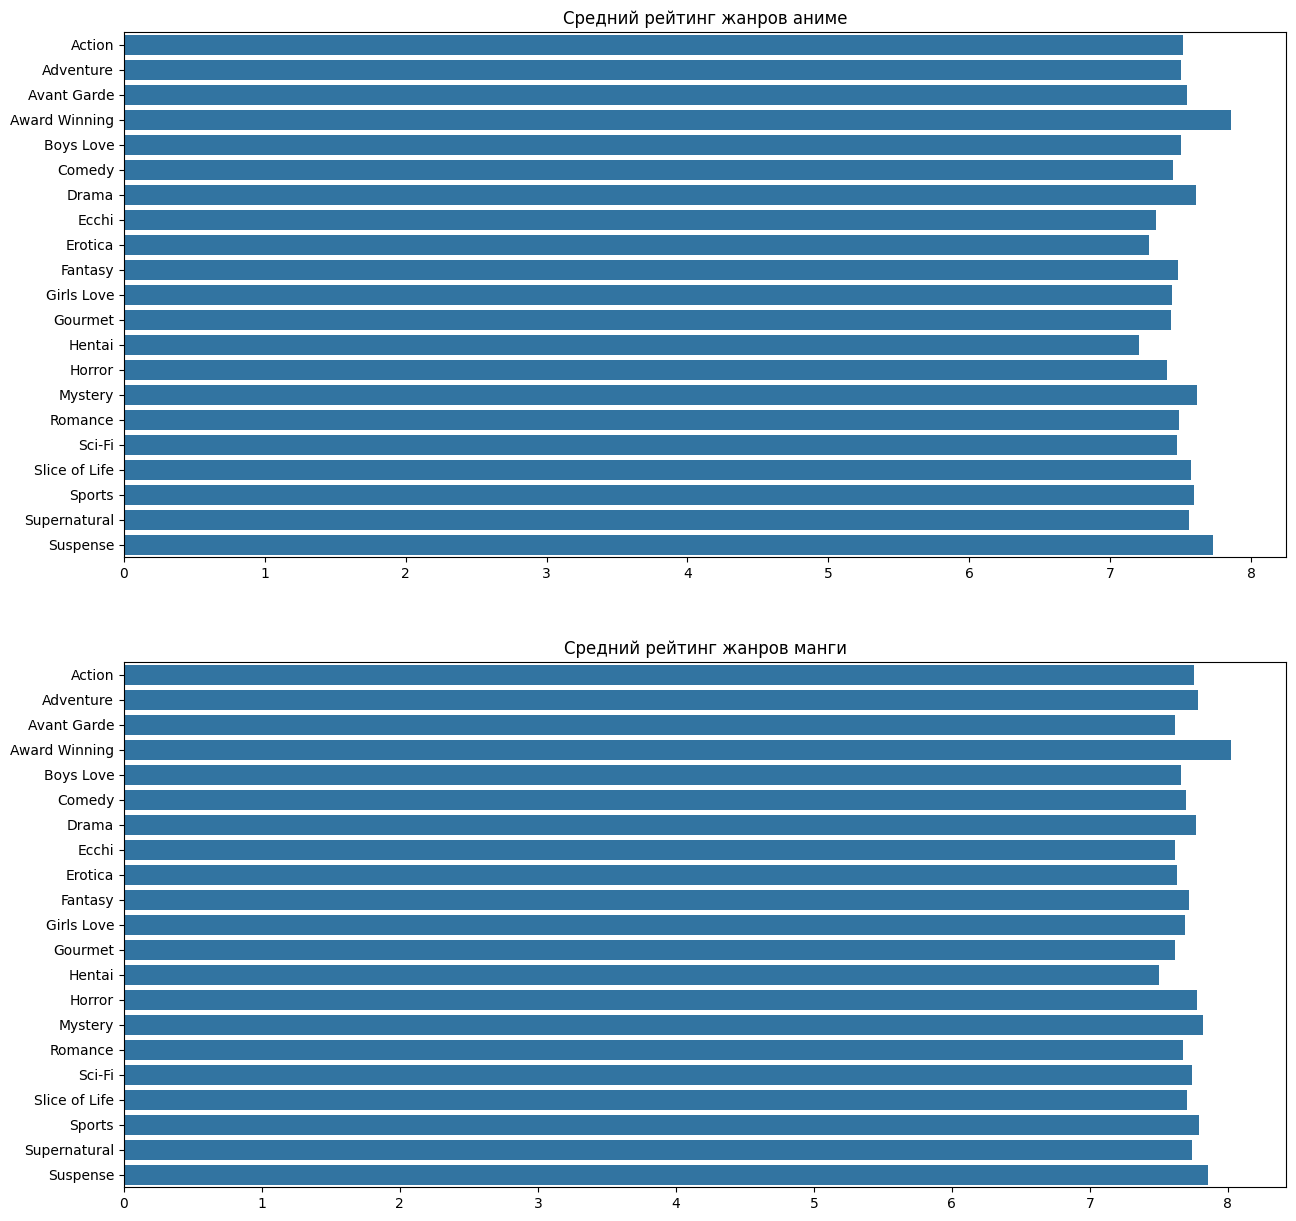 Средний рейтинг жанров аниме
Action
Adventure
Avant Garde
Award Winning
Boys Love
Comedy
Drama
Ecchi
Erotica
Fantasy
Girls Love
Gourmet
Hentai
Horror
Mystery
Romance
Sci-Fi
Slice of Life
Sports
Supernatural
Suspense
0 1 2 3 4 5 6 7 8
Средний рейтинг жанров манги
Action
Adventure
Avant Garde
Award Winning
Boys Love
Comedy
Drama
Ecchi
Erotica
Fantasy
Girls Love
Gourmet
Hentai
Horror
Mystery
Romance
Sci-Fi
Slice of Life
Sports
Supernatural
Suspense
0 1 2 3 4 5 6 7 8